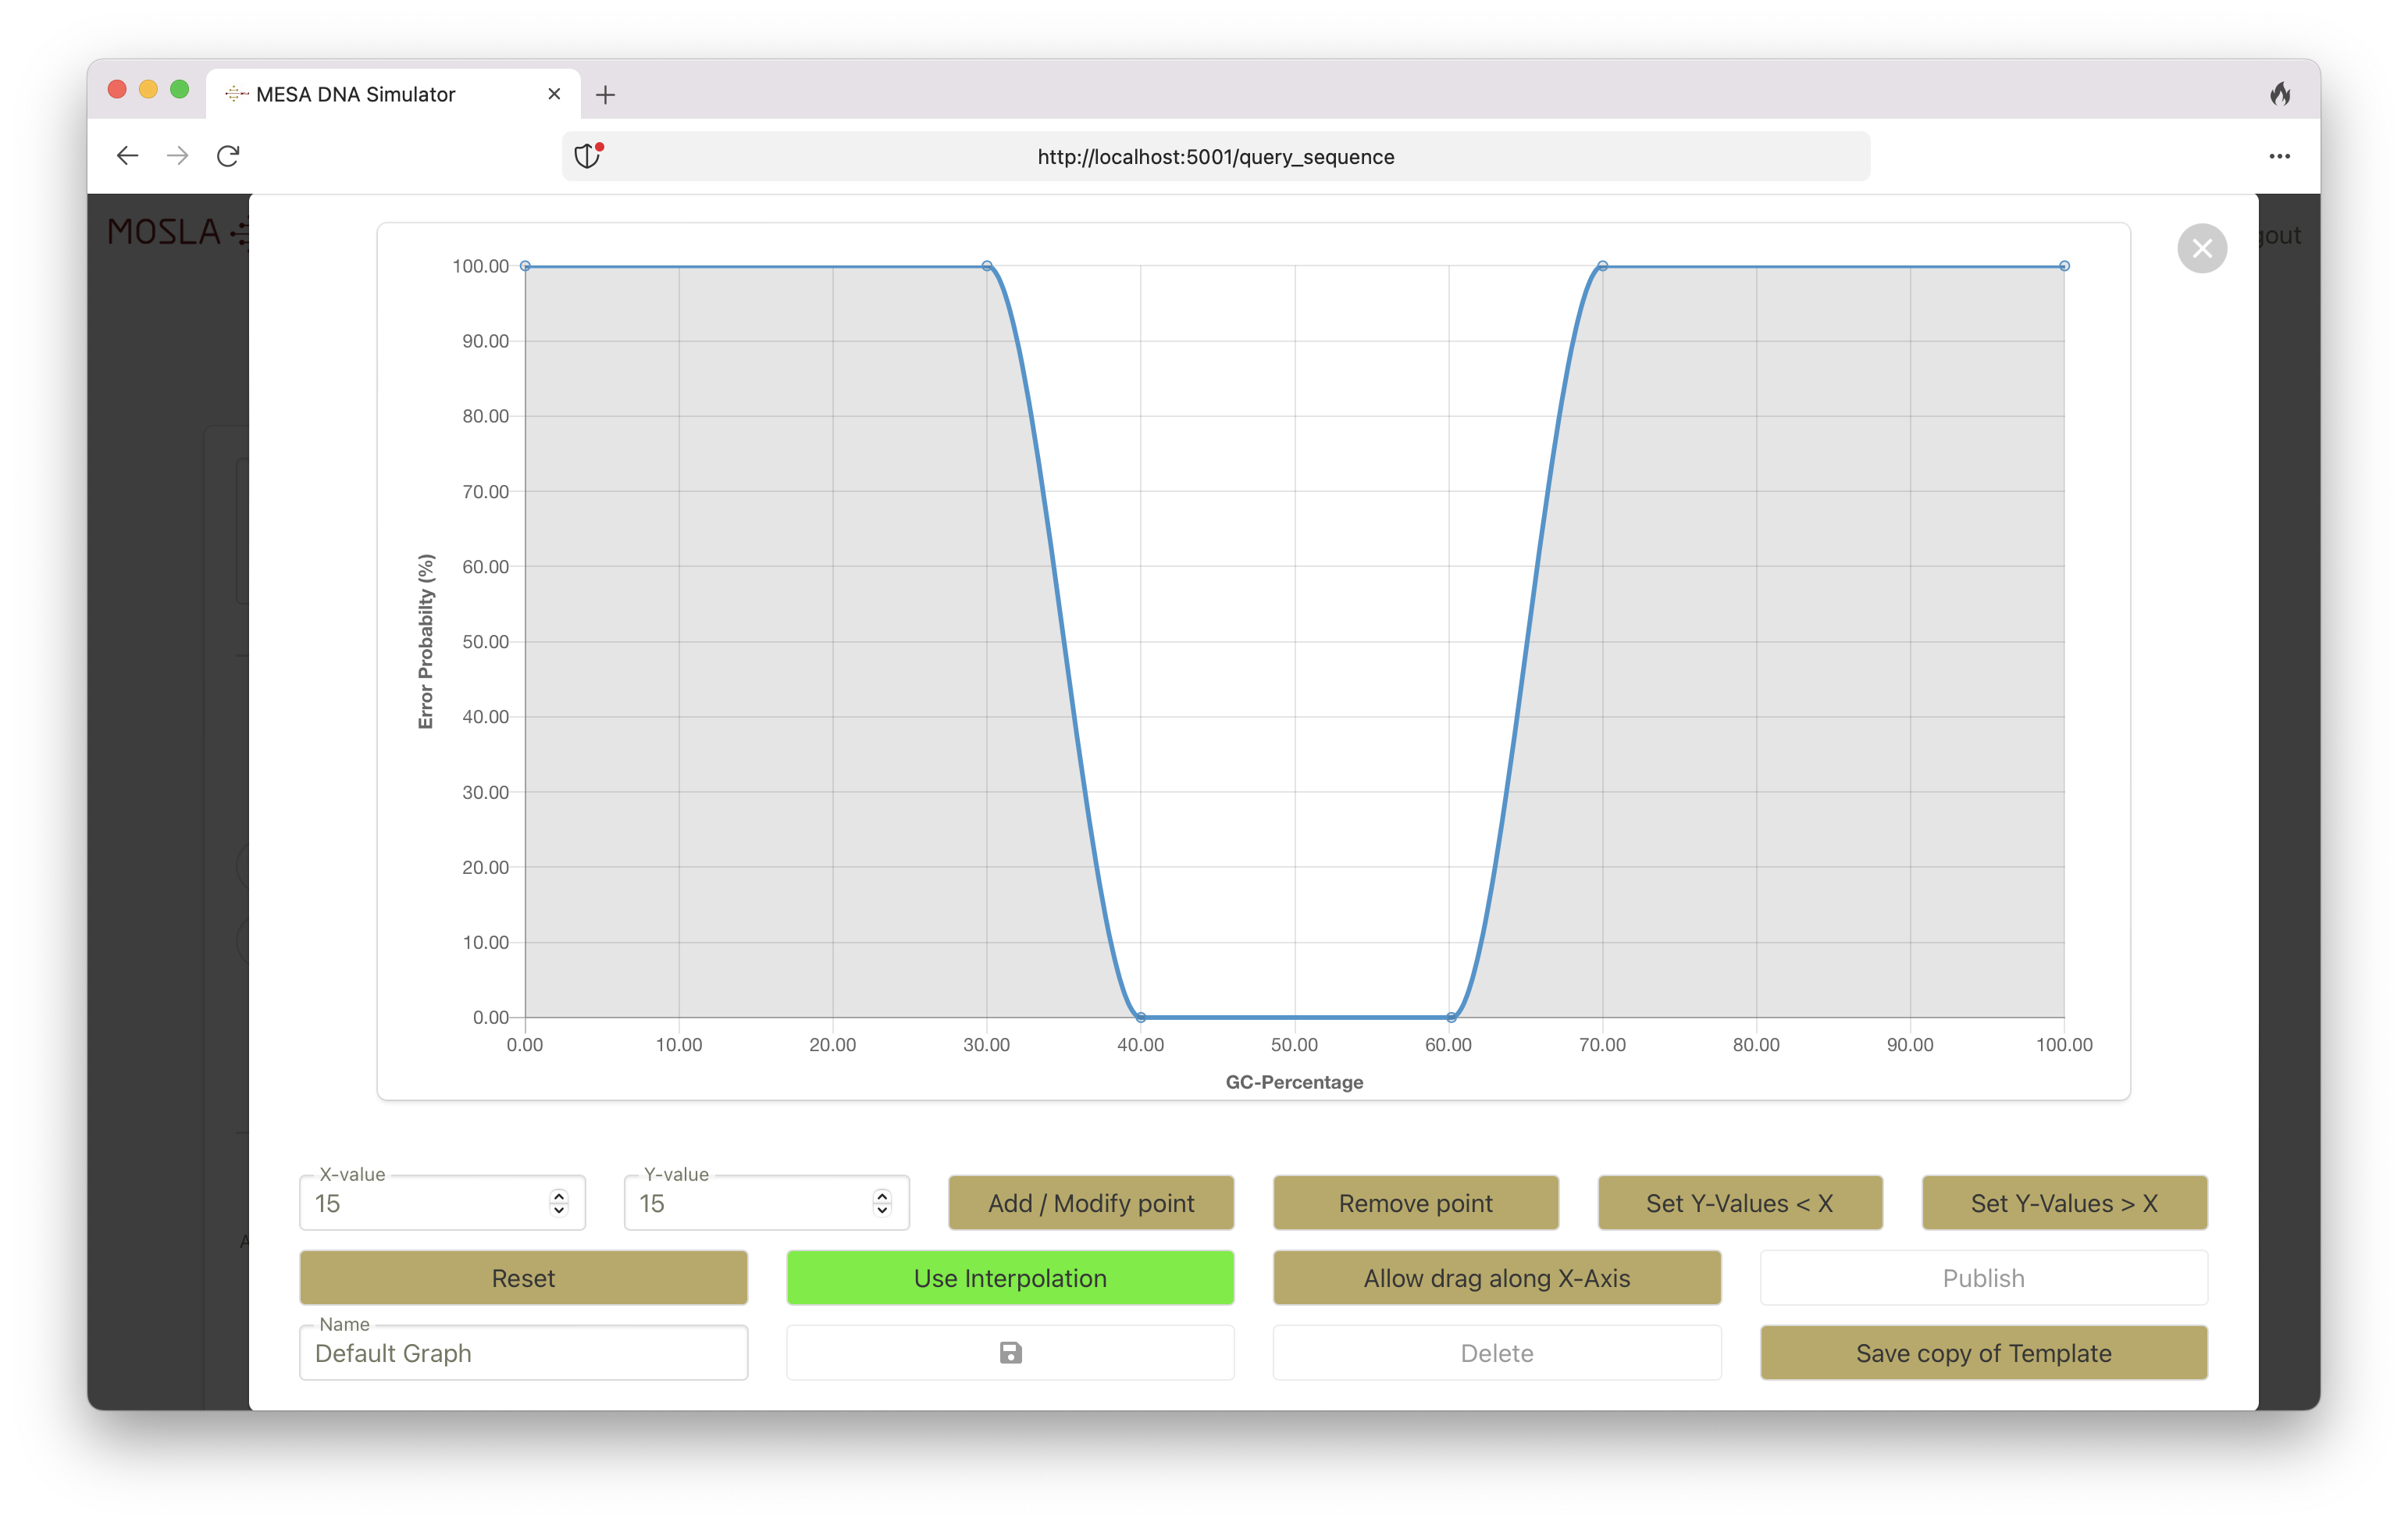 MESA DNA Simulator
http://localhost:5001/query_sequence
MOSLA
gout
100.00
90.00
80.00
70.00
60.00
50.00
40.00
30.00
20.00
10.00
0.00
Error Probabilty (%)
0.00 10.00 20.00 30.00 40.00 50.00 60.00 70.00 80.00 90.00 100.00
GC-Percentage
X-value
15
Y-value
15
Add / Modify point
Remove point
Set Y-Values < X
Set Y-Values > X
A
Reset
Use Interpolation
Allow drag along X-Axis
Publish
Name
Default Graph
Delete
Save copy of Template